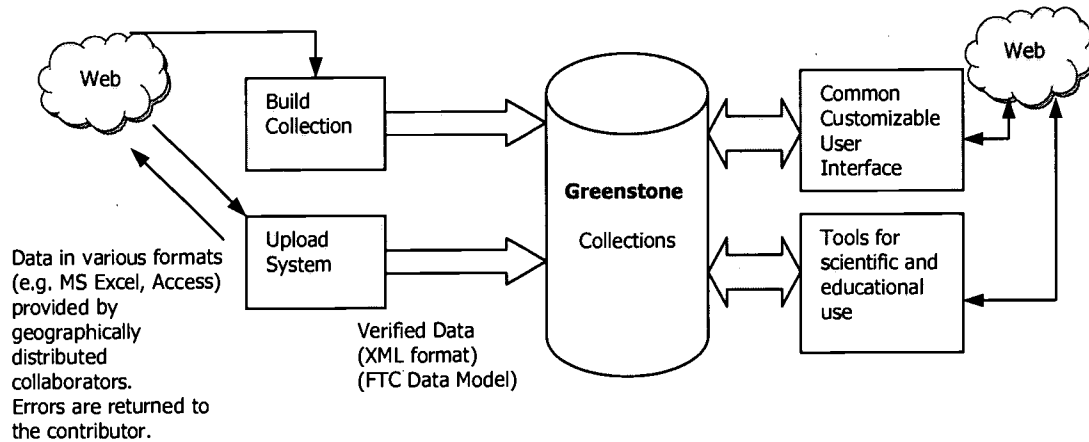 Web
Build
Collection
Upload
System
Data in various formats
(e.g. MS Excel, Access)
provided by
geographically
distributed
collaborators.
Errors are returned to
the contributor.
Verified Data
(XML format)
(FTC Data Model)
Greenstone
Collections
Common
Customizable
User
Interface
Tools for
scientific and
educational
use
Web